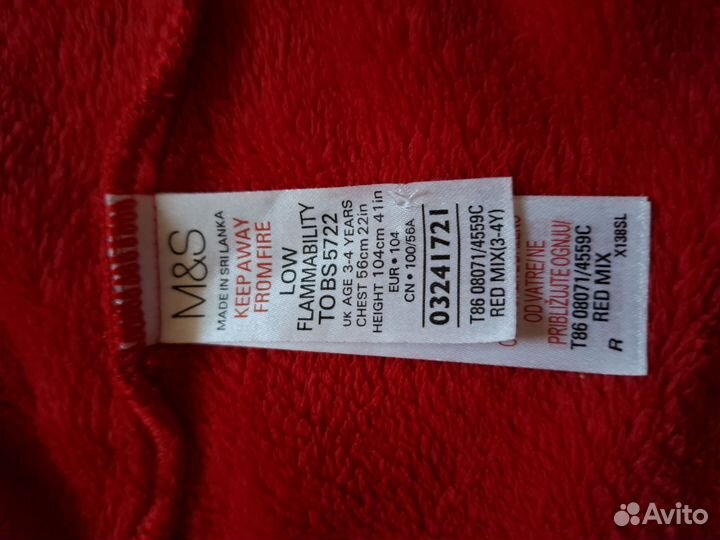 M&S
MADE IN SRI LANKA
KEEP AWAY
FROM FIRE
LOW
FLAMMABILITY
TO BS 5722
UK AGE 3-4 YEARS
CHEST 56cm 22in
HEIGHT 104cm 41in
EUR • 104
CN • 100/56A
03241721
T86 08071/4559C
RED MIX(3-4Y)
OD VATRE/NE
PRIBLIŽUJTE OGNJU/
T86 08071/4559C
RED MIX
X138SL
R
Avito